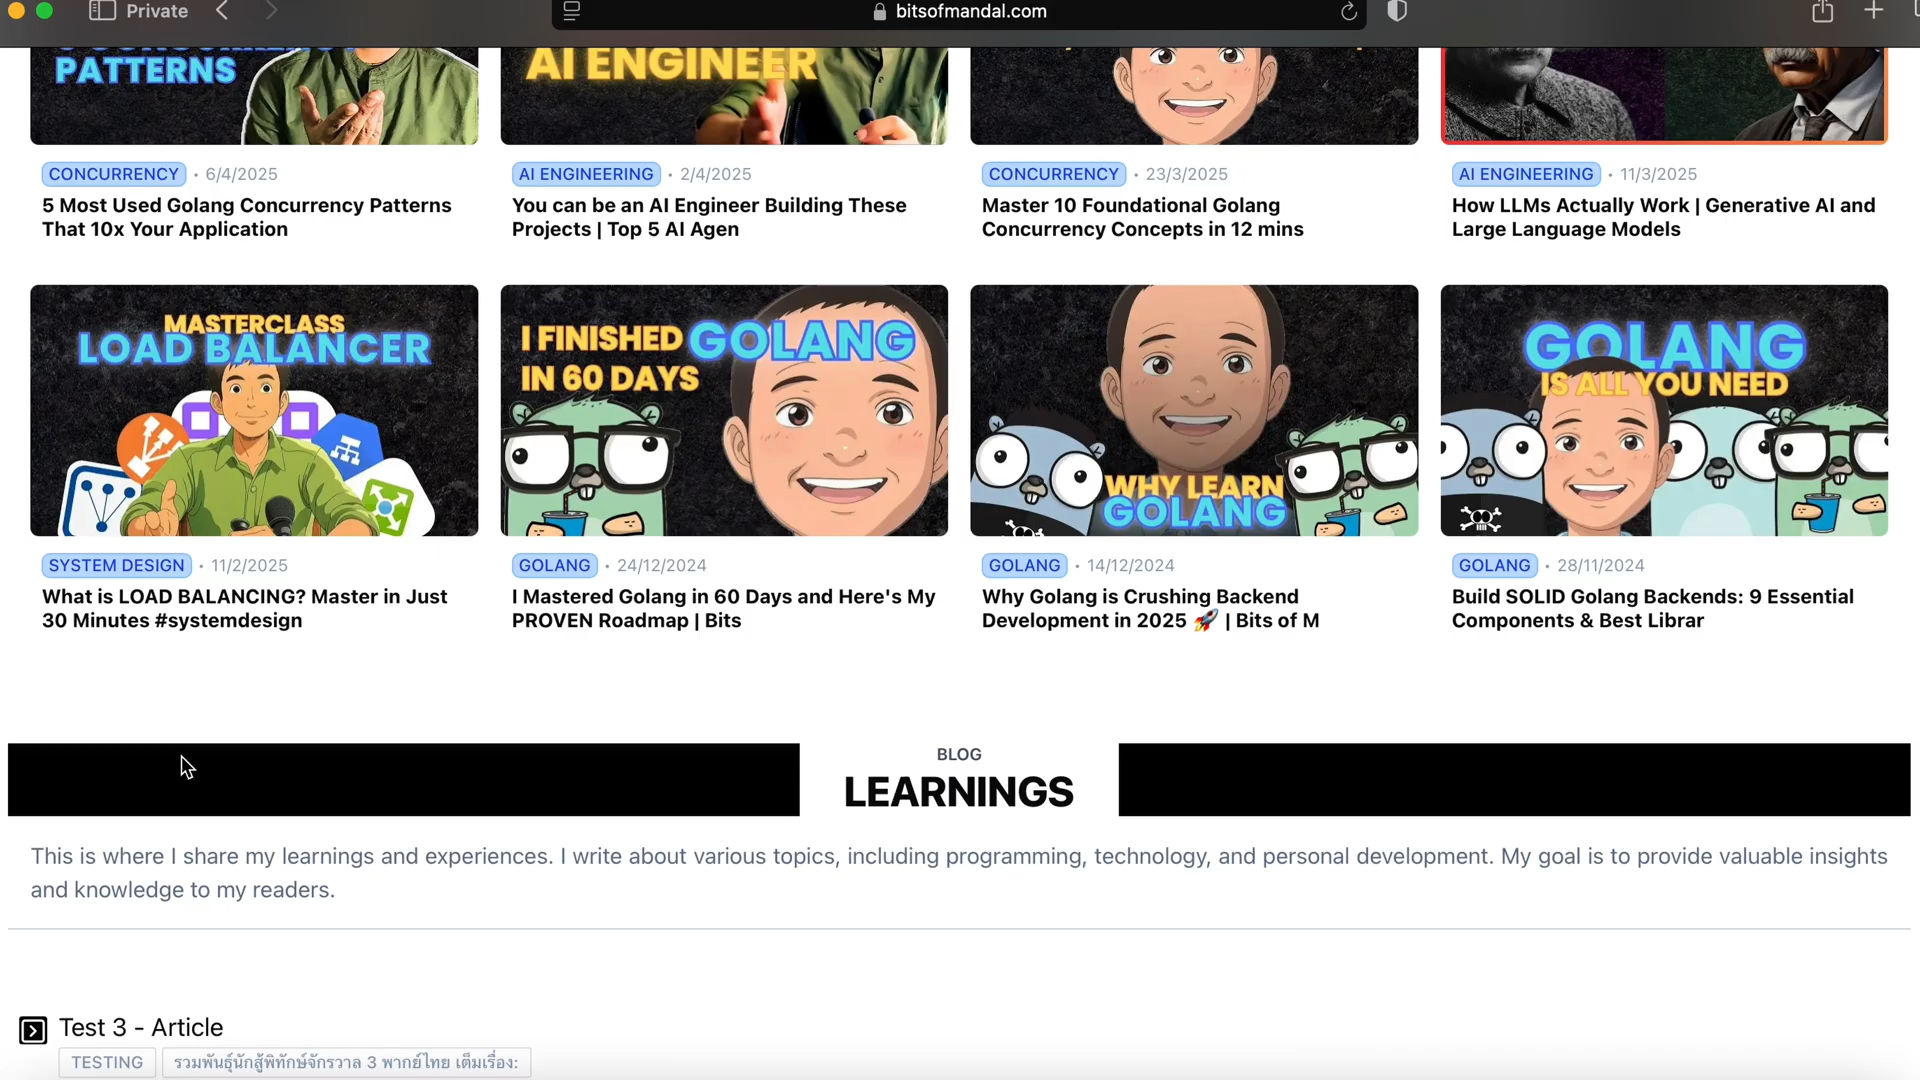 Private
bitsofmandal.com
PATTERNS
AI ENGINEER
CONCURRENCY • 6/4/2025
5 Most Used Golang Concurrency Patterns
That 10x Your Application
AI ENGINEERING • 2/4/2025
You can be an AI Engineer Building These
Projects | Top 5 AI Agen
CONCURRENCY • 23/3/2025
Master 10 Foundational Golang
Concurrency Concepts in 12 mins
AI ENGINEERING • 11/3/2025
How LLMs Actually Work | Generative AI and
Large Language Models
MASTERCLASS
LOAD BALANCER
I FINISHED GOLANG
IN 60 DAYS
WHY LEARN
GOLANG
GOLANG
IS ALL YOU NEED
SYSTEM DESIGN • 11/2/2025
What is LOAD BALANCING? Master in Just
30 Minutes #systemdesign
GOLANG • 24/12/2024
I Mastered Golang in 60 Days and Here's My
PROVEN Roadmap | Bits
GOLANG • 14/12/2024
Why Golang is Crushing Backend
Development in 2025 🚀 | Bits of M
GOLANG • 28/11/2024
Build SOLID Golang Backends: 9 Essential
Components & Best Librar
BLOG
LEARNINGS
This is where I share my learnings and experiences. I write about various topics, including programming, technology, and personal development. My goal is to provide valuable insights
and knowledge to my readers.
Test 3 - Article
TESTING รวมพันธุ์นักสู้พิทักษ์จักรวาล 3 พากย์ไทย เต็มเรื่อง: